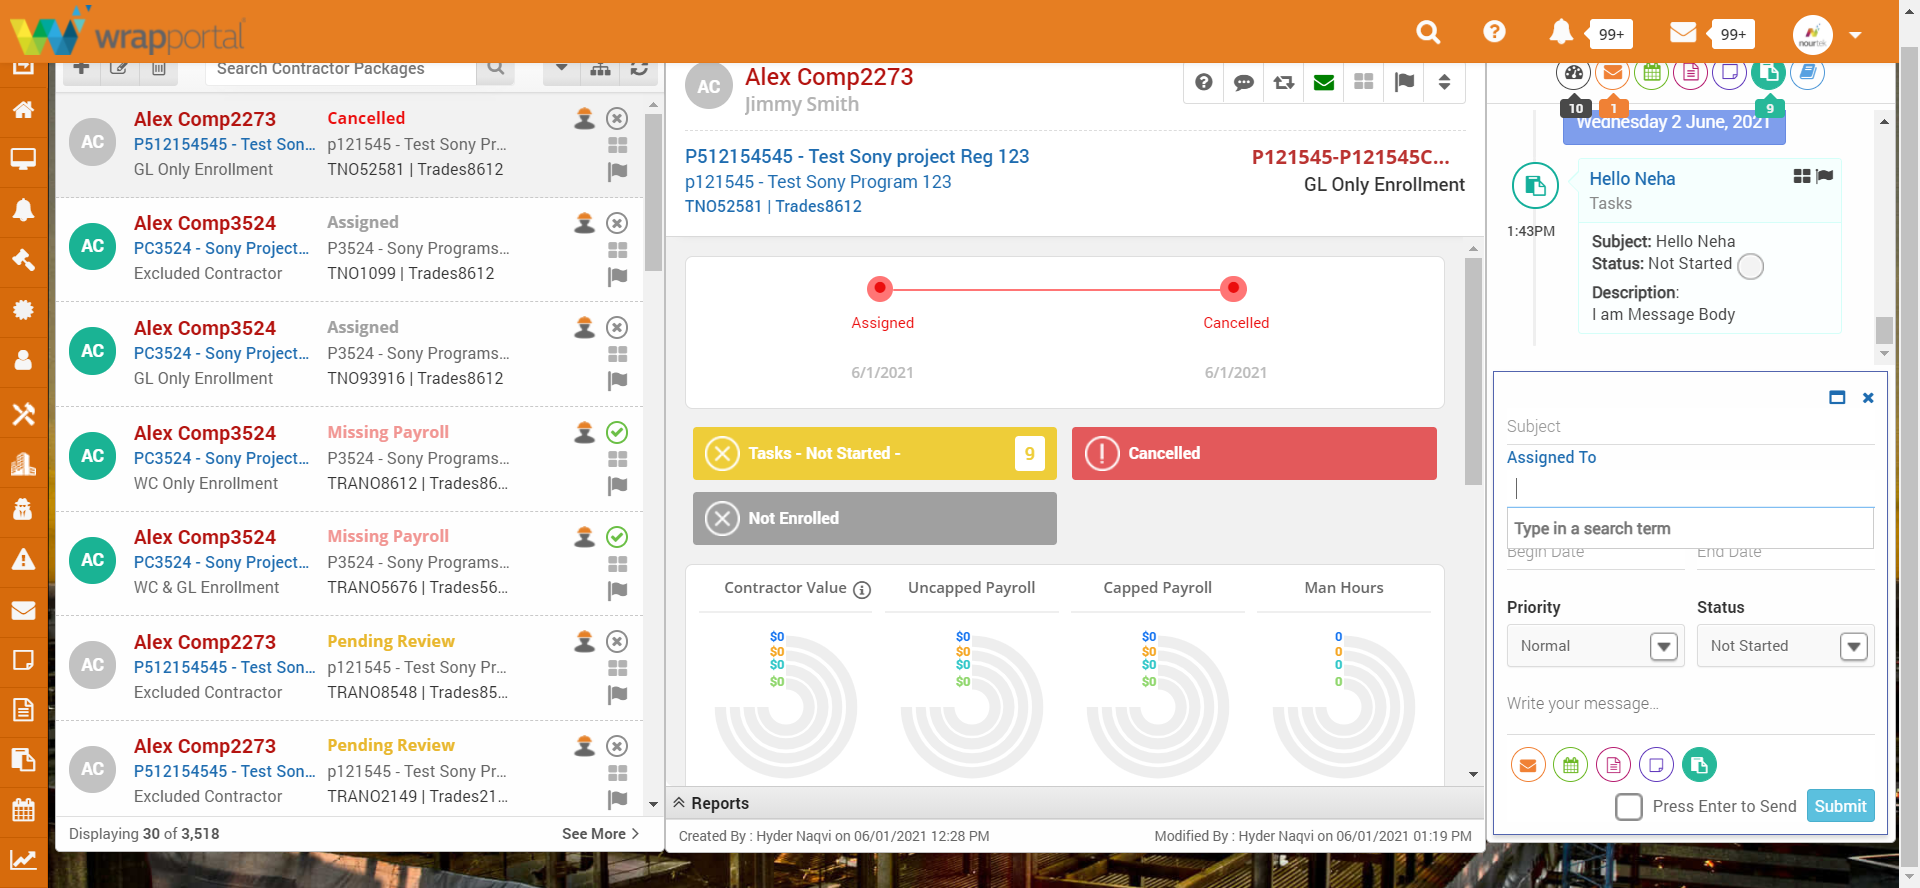 wrapportal
99+
99+
nourtek
Search Contractor Packages
AC
Alex Comp2273
Cancelled
P512154545 - Test Son...
p121545 - Test Sony Pr...
GL Only Enrollment
TNO52581 | Trades8612
AC
Alex Comp3524
Assigned
PC3524 - Sony Project...
P3524 - Sony Programs...
Excluded Contractor
TNO1099 | Trades8612
AC
Alex Comp3524
Assigned
PC3524 - Sony Project...
P3524 - Sony Programs...
GL Only Enrollment
TNO93916 | Trades8612
AC
Alex Comp3524
Missing Payroll
PC3524 - Sony Project...
P3524 - Sony Programs...
WC Only Enrollment
TRANO8612 | Trades86...
AC
Alex Comp3524
Missing Payroll
PC3524 - Sony Project...
P3524 - Sony Programs...
WC & GL Enrollment
TRANO5676 | Trades56...
AC
Alex Comp2273
Pending Review
P512154545 - Test Son...
p121545 - Test Sony Pr...
Excluded Contractor
TRANO8548 | Trades85...
AC
Alex Comp2273
Pending Review
P512154545 - Test Son...
p121545 - Test Sony Pr...
Excluded Contractor
TRANO2149 | Trades21...
Displaying 30 of 3,518
See More
AC
Alex Comp2273
Jimmy Smith
P512154545 - Test Sony project Reg 123
P121545-P121545C...
p121545 - Test Sony Program 123
GL Only Enrollment
TNO52581 | Trades8612
Assigned
Cancelled
6/1/2021
6/1/2021
Tasks - Not Started -
9
Cancelled
Not Enrolled
Contractor Value
Uncapped Payroll
Capped Payroll
Man Hours
$0
$0
$0
$0
$0
$0
$0
$0
$0
$0
$0
$0
0
0
0
0
Reports
Created By : Hyder Naqvi on 06/01/2021 12:28 PM
Modified By : Hyder Naqvi on 06/01/2021 01:19 PM
10
1
9
Wednesday 2 June, 2021
1:43PM
Hello Neha
Tasks
Subject: Hello Neha
Status: Not Started
Description:
I am Message Body
Subject
Assigned To
Type in a search term
Begin Date
End Date
Priority
Status
Normal
Not Started
Write your message...
Press Enter to Send
Submit